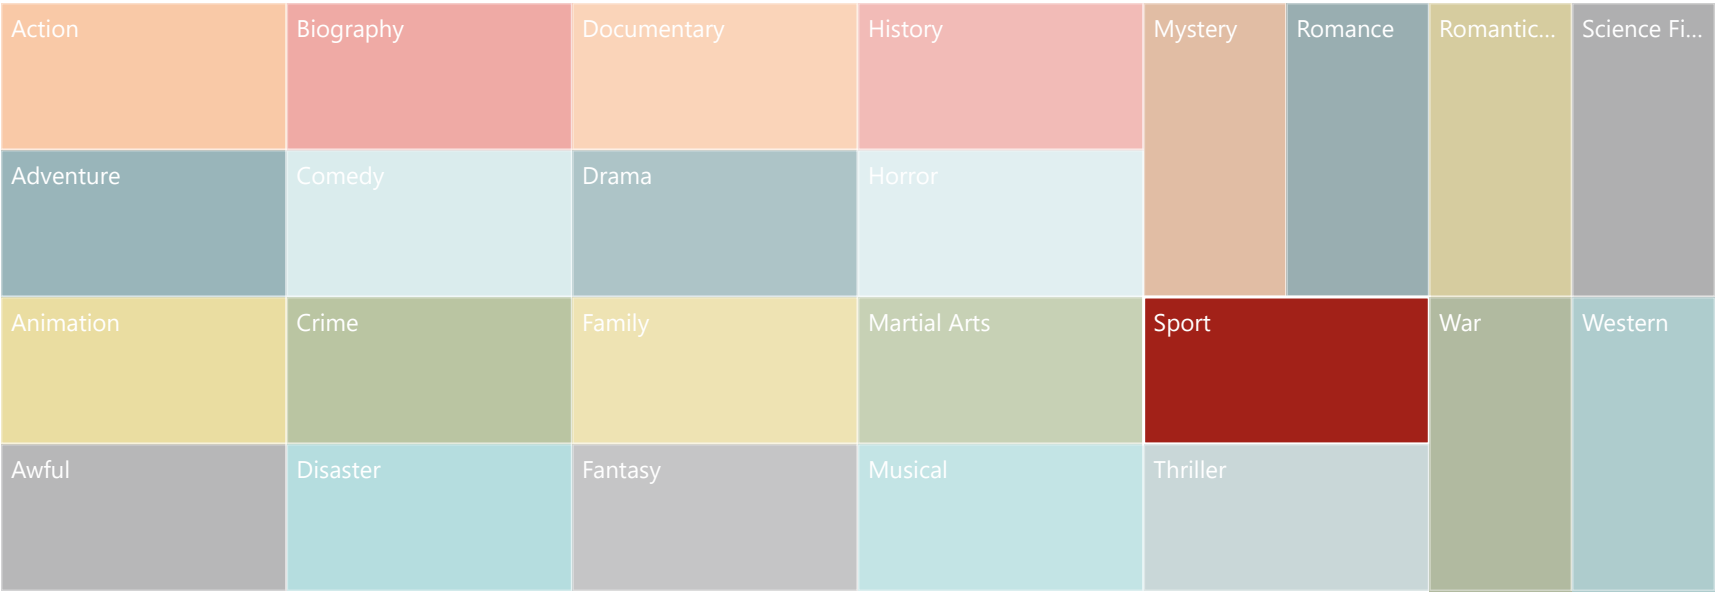 Action
Biography
Documentary
History
Mystery
Romance
Romantic...
Science Fi...
Adventure
Comedy
Drama
Horror
Animation
Crime
Family
Martial Arts
Sport
War
Western
Awful
Disaster
Fantasy
Musical
Thriller